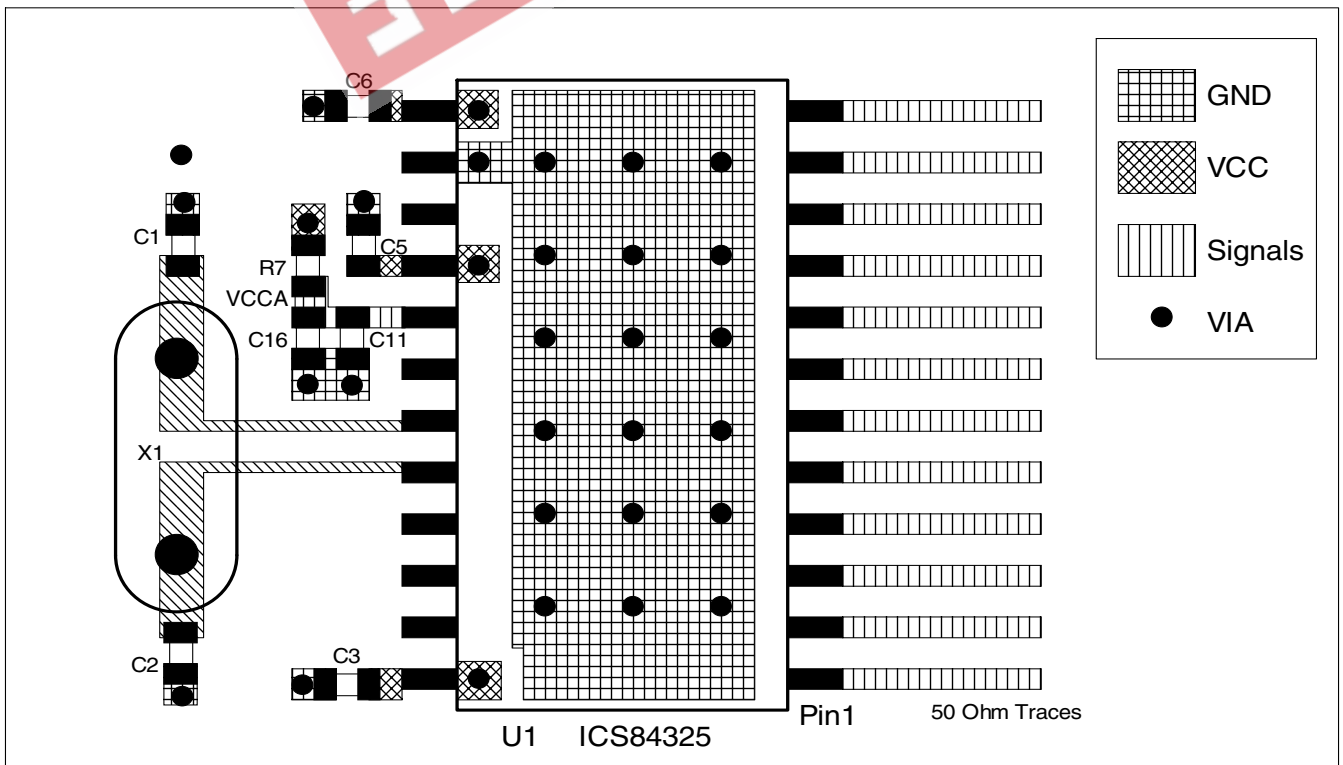 C6
GND
VCC
Signals
VIA
C1
C5
R7
VCCA
C16
C11
X1
C2
C3
Pin1
50 Ohm Traces
U1 ICS84325